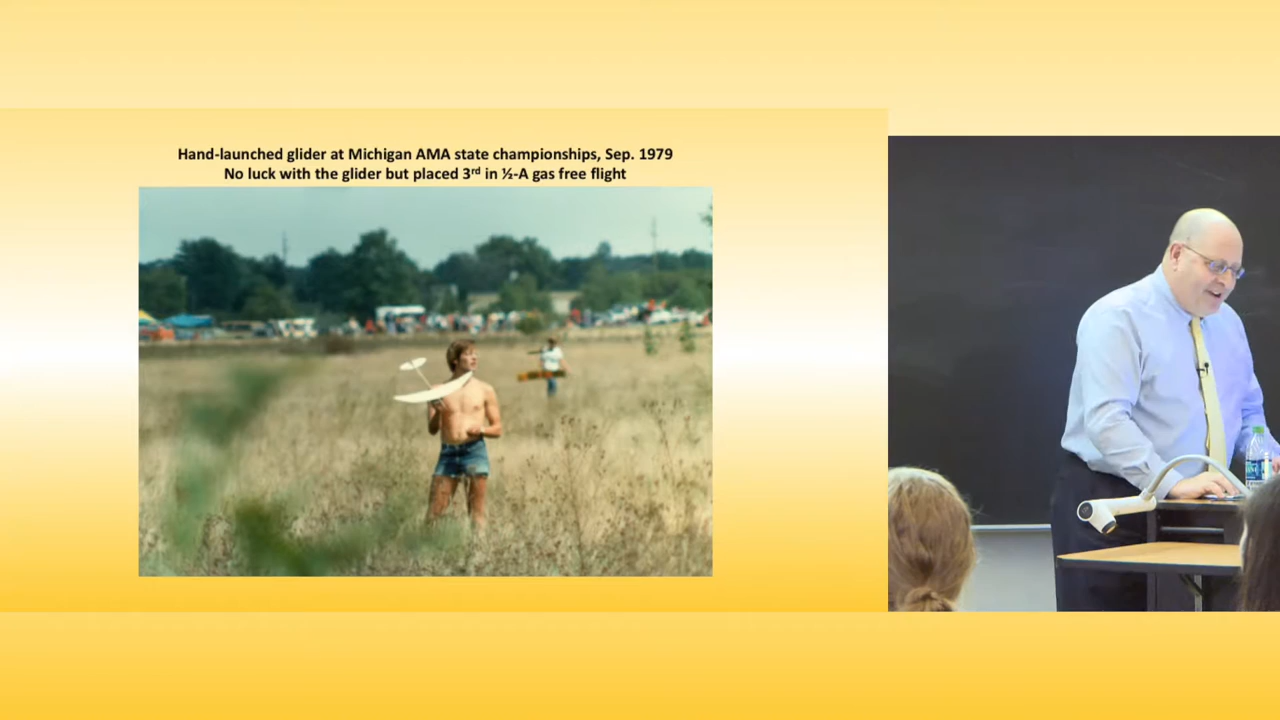 Hand-launched glider at Michigan AMA state championships, Sep. 1979
No luck with the glider but placed 3rd in ½-A gas free flight